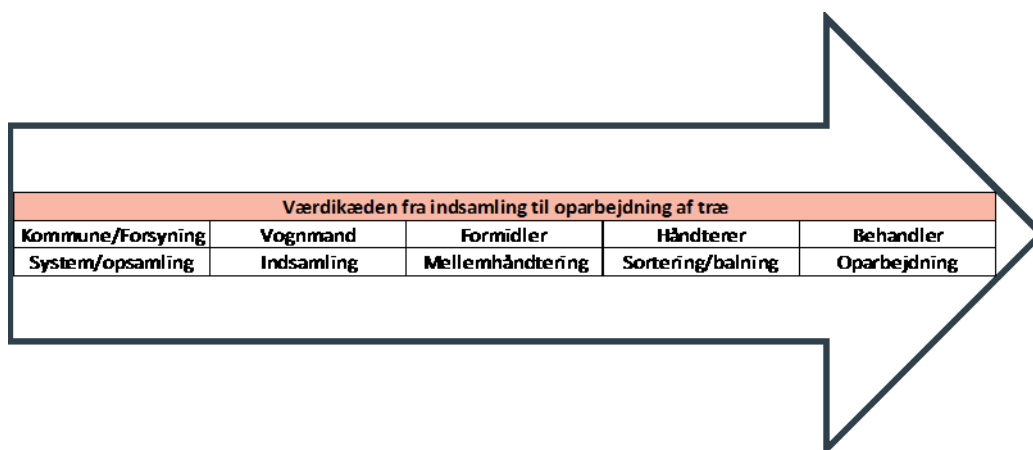 Værdikæden fra indsamling til oparbejdning af træ
Kommune/Forsyning Vognmand Formidler Håndterer Behandler
System/opsamling Indsamling Mellemhåndtering Sortering/balning Oparbejdning